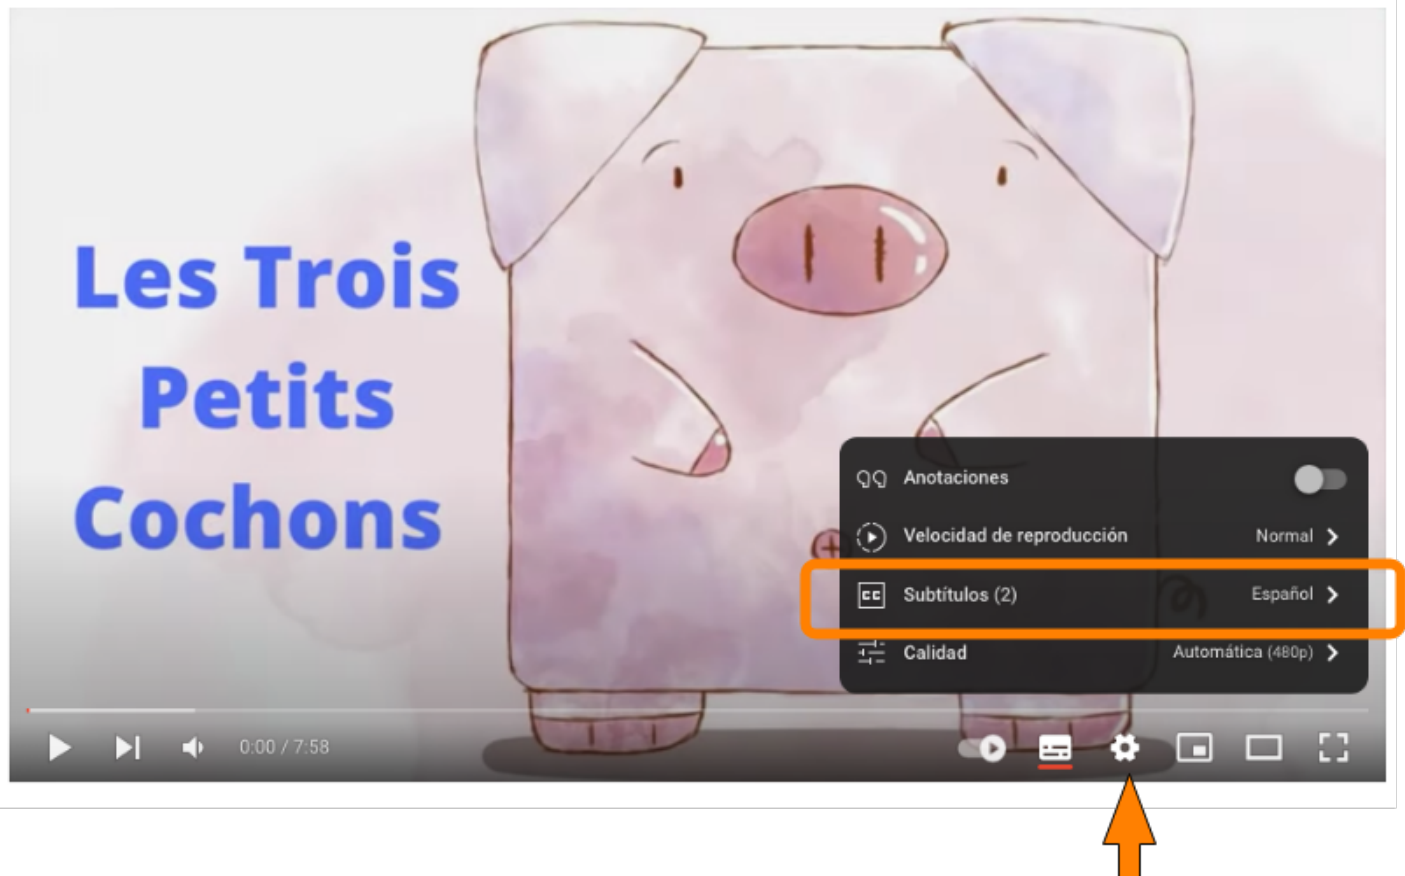 Les Trois
Petits
Cochons
Anotaciones
Velocidad de reproducción Normal
CC Subtítulos (2) Español
Calidad Automática (480p)
0:00 / 7:58